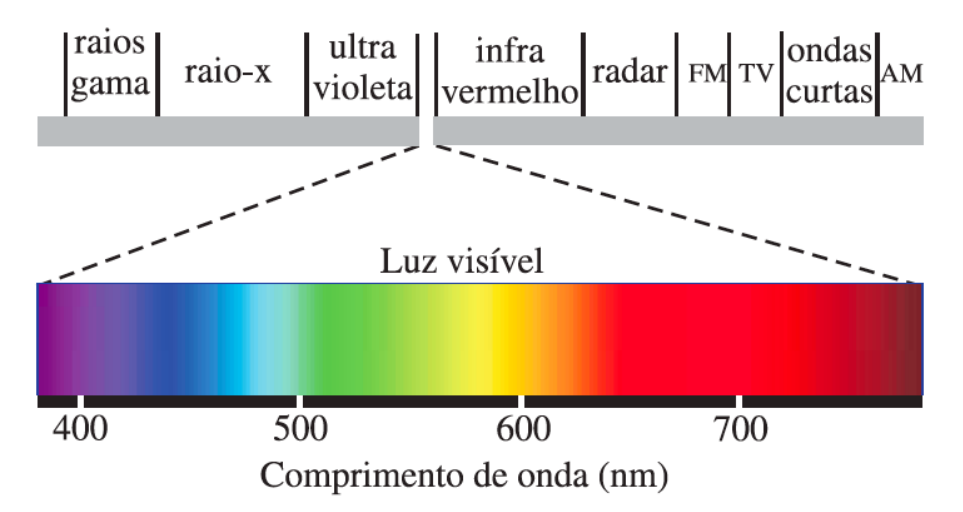 raios
gama
raio-x
ultra
violeta
infra
vermelho
radar
FM
TV
ondas
curtas
AM
Luz visível
400 500 600 700
Comprimento de onda (nm)